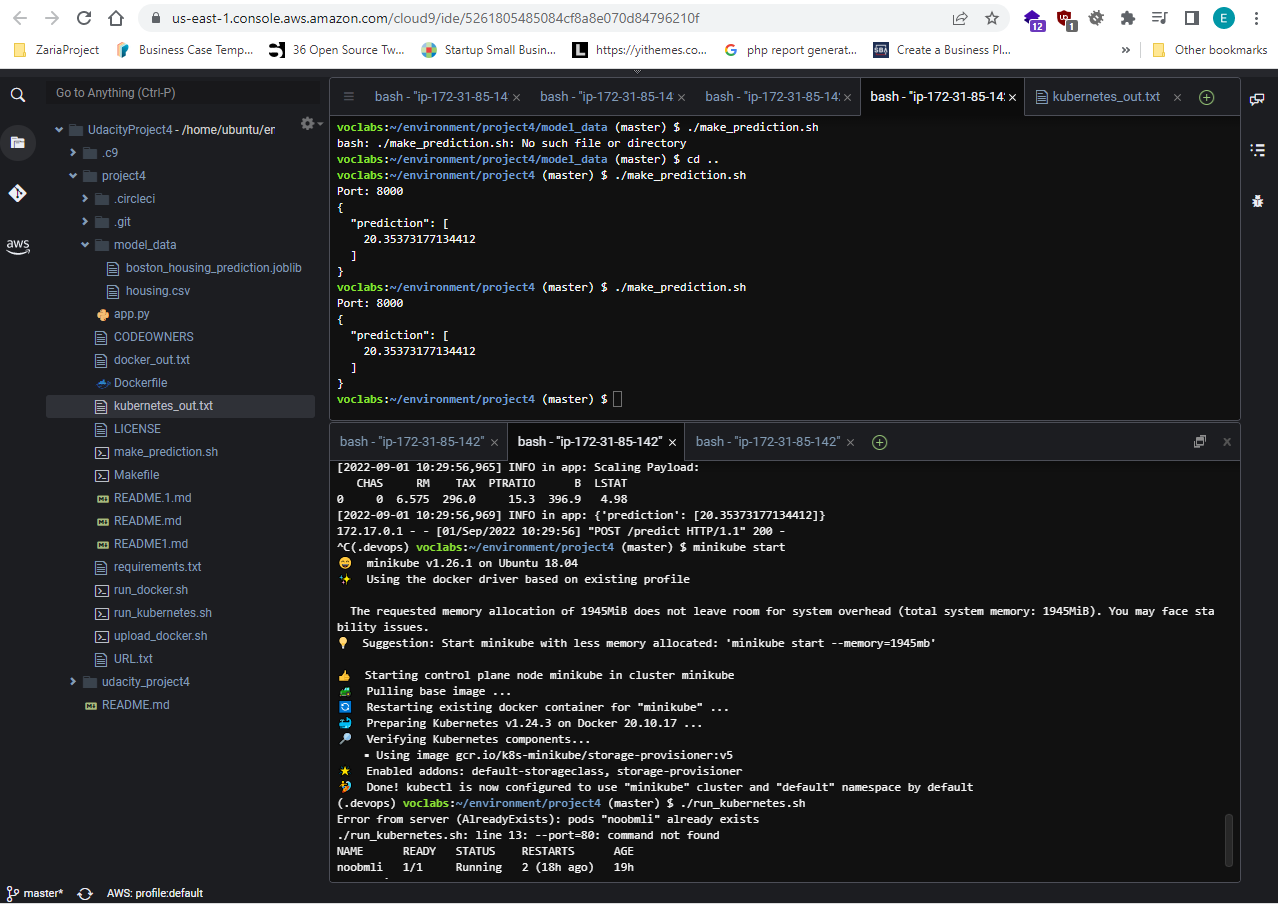 us-east-1.console.aws.amazon.com/cloud9/ide/5261805485084cf8a8e070d84796210f
12
1
E
ZariaProject
Business Case Temp...
36 Open Source Tw...
Startup Small Busin...
L
https://yithemes.co...
G
php report generat...
SBA
Create a Business Pl...
»
Other bookmarks
Go to Anything (Ctrl-P)
UdacityProject4 - /home/ubuntu/er
.c9
project4
.circleci
.git
model_data
boston_housing_prediction.joblib
housing.csv
app.py
CODEOWNERS
docker_out.txt
Dockerfile
kubernetes_out.txt
LICENSE
make_prediction.sh
Makefile
README.1.md
README.md
README1.md
requirements.txt
run_docker.sh
run_kubernetes.sh
upload_docker.sh
URL.txt
udacity_project4
README.md
aws
bash - "ip-172-31-85-14 ×
bash - "ip-172-31-85-14 ×
bash - "ip-172-31-85-14: ×
bash - "ip-172-31-85-14: ×
kubernetes_out.txt ×
voclabs:~/environment/project4/model_data (master) $ ./make_prediction.sh
bash: ./make_prediction.sh: No such file or directory
voclabs:~/environment/project4/model_data (master) $ cd ..
voclabs:~/environment/project4 (master) $ ./make_prediction.sh
Port: 8000
{
"prediction": [
20.35373177134412
]
}
voclabs:~/environment/project4 (master) $ ./make_prediction.sh
Port: 8000
{
"prediction": [
20.35373177134412
]
}
voclabs:~/environment/project4 (master) $
bash - "ip-172-31-85-142" ×
bash - "ip-172-31-85-142" ×
bash - "ip-172-31-85-142" ×
[2022-09-01 10:29:56,965] INFO in app: Scaling Payload:
CHAS RM TAX PTRATIO B LSTAT
0 0 6.575 296.0 15.3 396.9 4.98
[2022-09-01 10:29:56,969] INFO in app: {'prediction': [20.35373177134412]}
172.17.0.1 - - [01/Sep/2022 10:29:56] "POST /predict HTTP/1.1" 200 -
^C(.devops) voclabs:~/environment/project4 (master) $ minikube start
😄 minikube v1.26.1 on Ubuntu 18.04
✨ Using the docker driver based on existing profile
The requested memory allocation of 1945MiB does not leave room for system overhead (total system memory: 1945MiB). You may face sta
bility issues.
💡 Suggestion: Start minikube with less memory allocated: 'minikube start --memory=1945mb'
👍 Starting control plane node minikube in cluster minikube
🚜 Pulling base image ...
🔄 Restarting existing docker container for "minikube" ...
🐳 Preparing Kubernetes v1.24.3 on Docker 20.10.17 ...
🔎 Verifying Kubernetes components...
▪ Using image gcr.io/k8s-minikube/storage-provisioner:v5
🌟 Enabled addons: default-storageclass, storage-provisioner
🏄 Done! kubectl is now configured to use "minikube" cluster and "default" namespace by default
(.devops) voclabs:~/environment/project4 (master) $ ./run_kubernetes.sh
Error from server (AlreadyExists): pods "noobmli" already exists
./run_kubernetes.sh: line 13: --port=80: command not found
NAME READY STATUS RESTARTS AGE
noobmli 1/1 Running 2 (18h ago) 19h
master*
AWS: profile:default